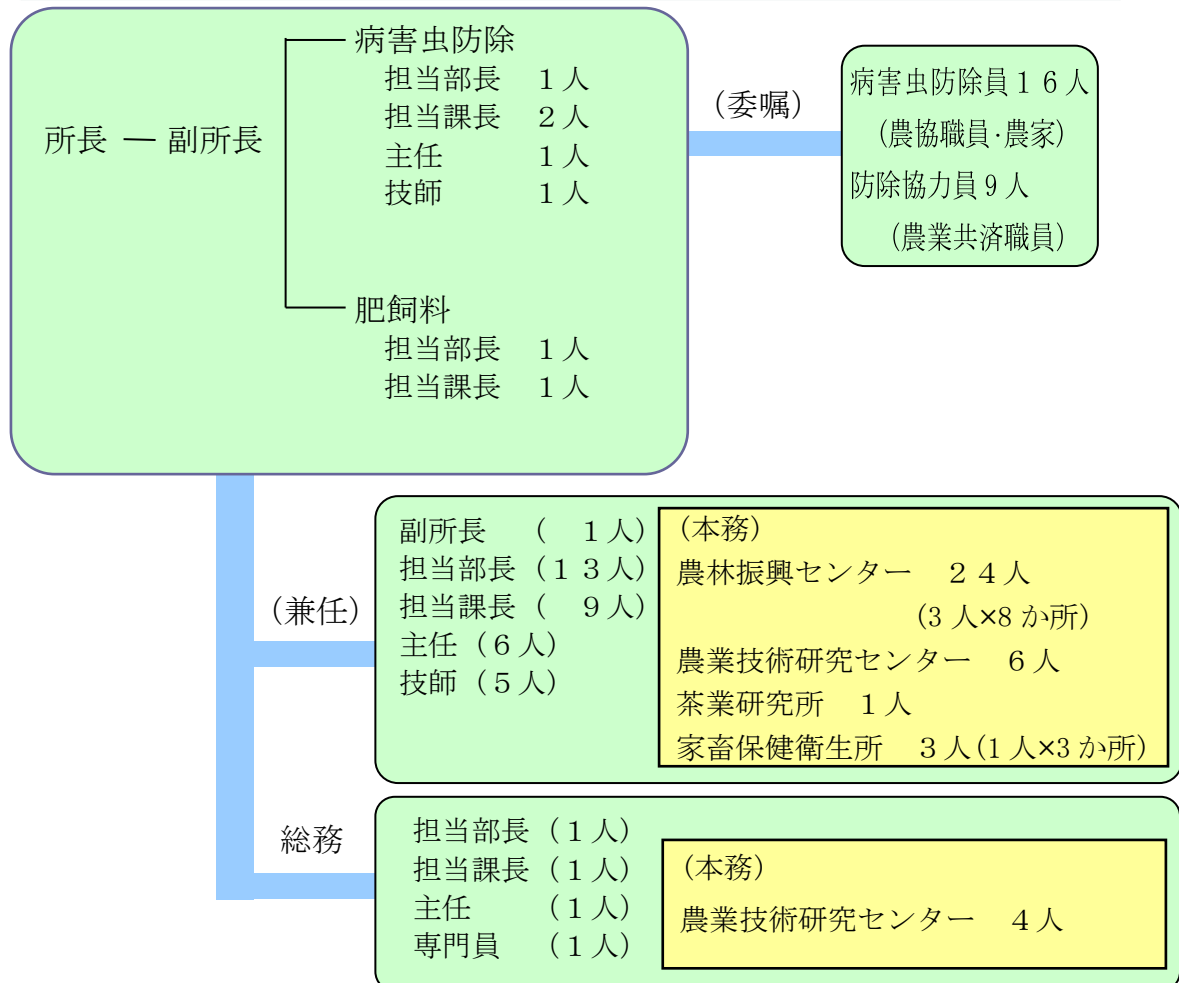 所長 ― 副所長
病害虫防除
担当部長 1人
担当課長 2人
主任 1人
技師 1人
肥飼料
担当部長 1人
担当課長 1人
(委嘱)
病害虫防除員16人
(農協職員·農家)
防除協力員9人
(農業共済職員)
(兼任)
副所長 ( 1人)
担当部長(13人)
担当課長( 9人)
主任(6人)
技師(5人)
(本務)
農林振興センター 24人
(3人×8か所)
農業技術研究センター 6人
茶業研究所 1人
家畜保健衛生所 3人(1人×3か所)
総務
担当部長(1人)
担当課長(1人)
主任 (1人)
専門員 (1人)
(本務)
農業技術研究センター 4人